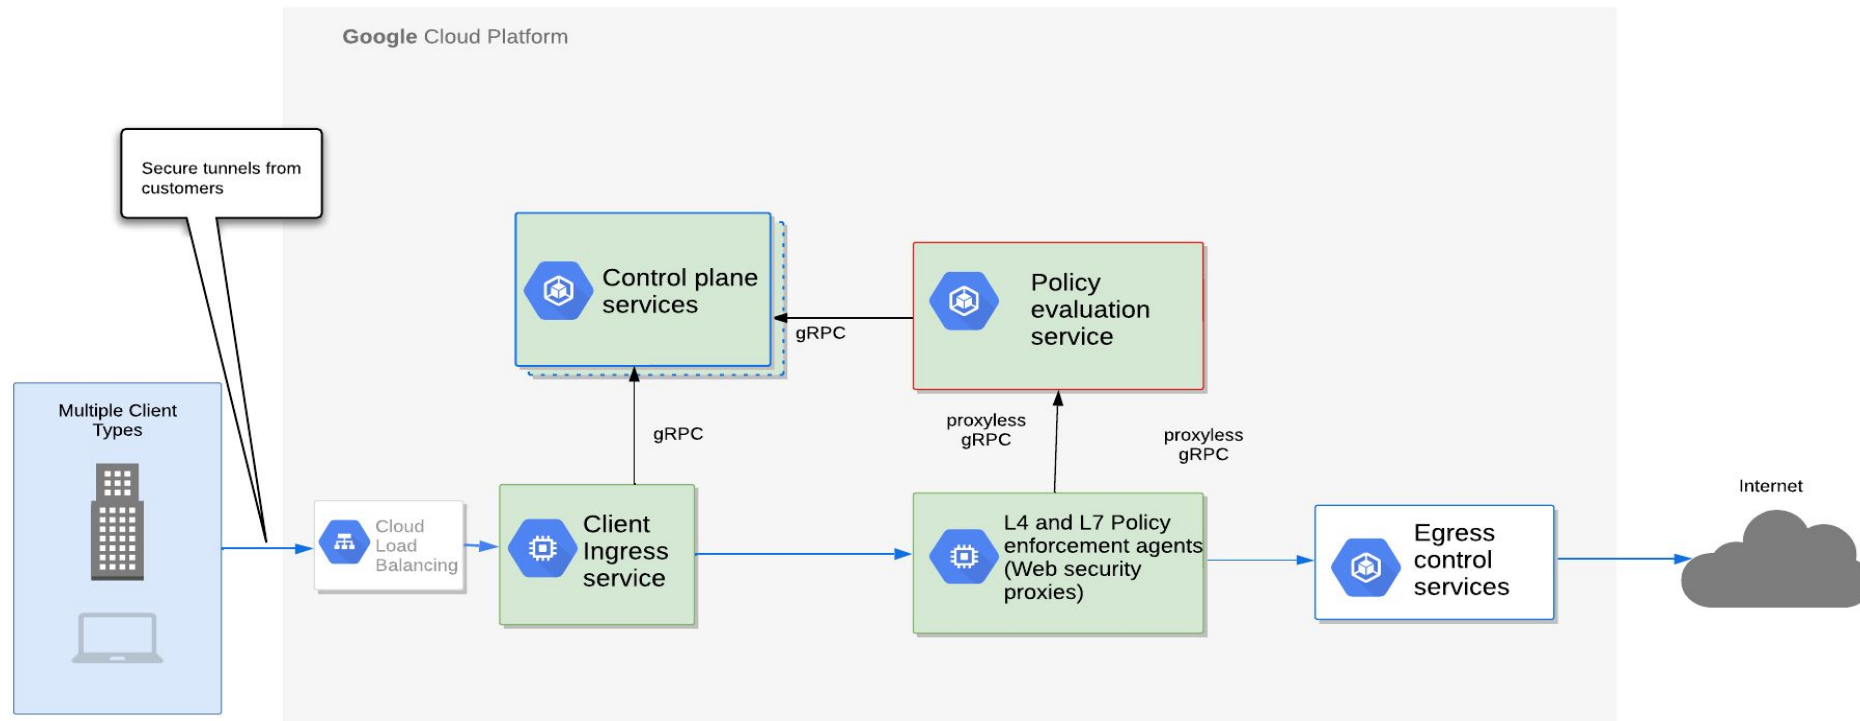 Google Cloud Platform
Secure tunnels from
customers
Control plane
services
Policy
evaluation
service
gRPC
Multiple Client
Types
gRPC
proxyless
gRPC
proxyless
gRPC
Cloud
Load
Balancing
Client
Ingress
service
L4 and L7 Policy
enforcement agents
(Web security
proxies)
Egress
control
services
Internet